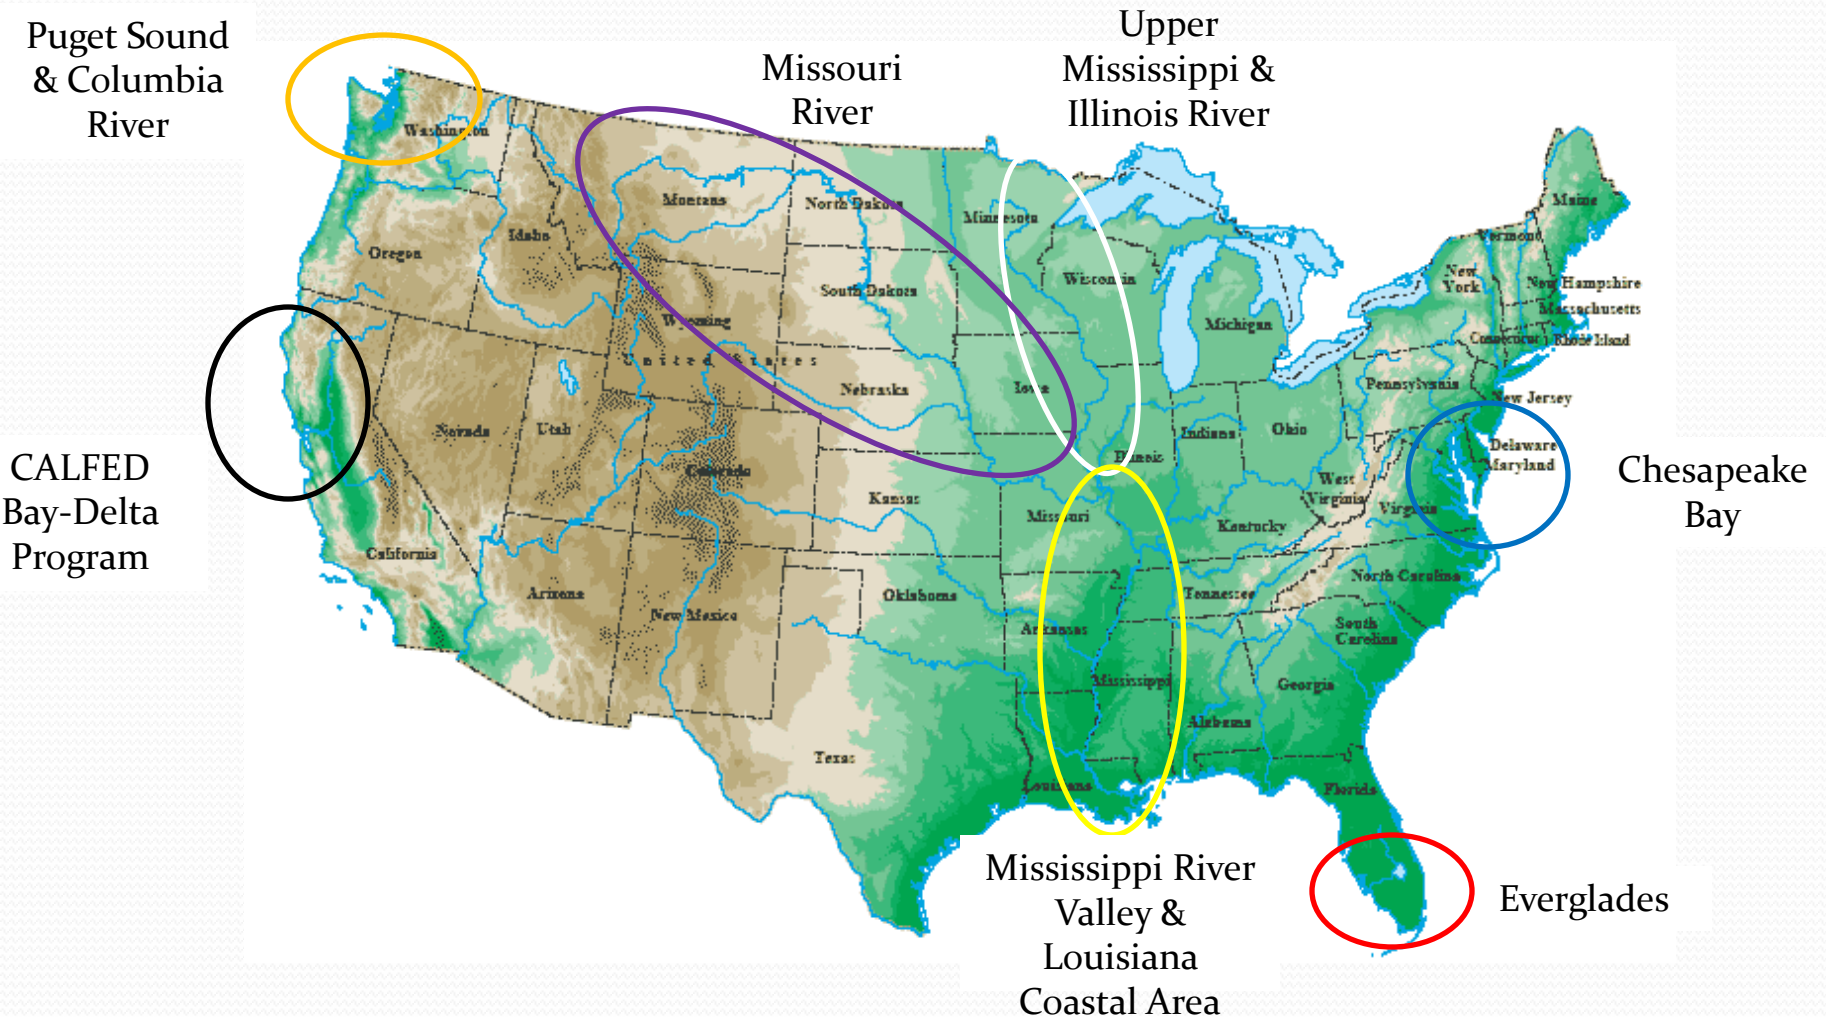 Puget Sound
& Columbia
River
Missouri
River
Upper
Mississippi &
Illinois River
CALFED
Bay-Delta
Program
Chesapeake
Bay
Everglades
Mississippi River
Valley &
Louisiana
Coastal Area
Washington
Oregon
Idaho
Montana
North Dakota
Minnesota
South Dakota
Wisconsin
Wyoming
United States
Michigan
New
York
Vermont
Maine
New Hampshire
Massachusetts
Connecticut
Rhode Island
Pennsylvania
New Jersey
Nebraska
Iowa
Nevada
Utah
Colorado
Kansas
Missouri
Illinois
Indiana
Ohio
West
Virginia
Virginia
Delaware
Maryland
Kentucky
California
Arizona
New Mexico
Oklahoma
Arkansas
Tennessee
North Carolina
South
Carolina
Mississippi
Alabama
Georgia
Texas
Louisiana
Florida